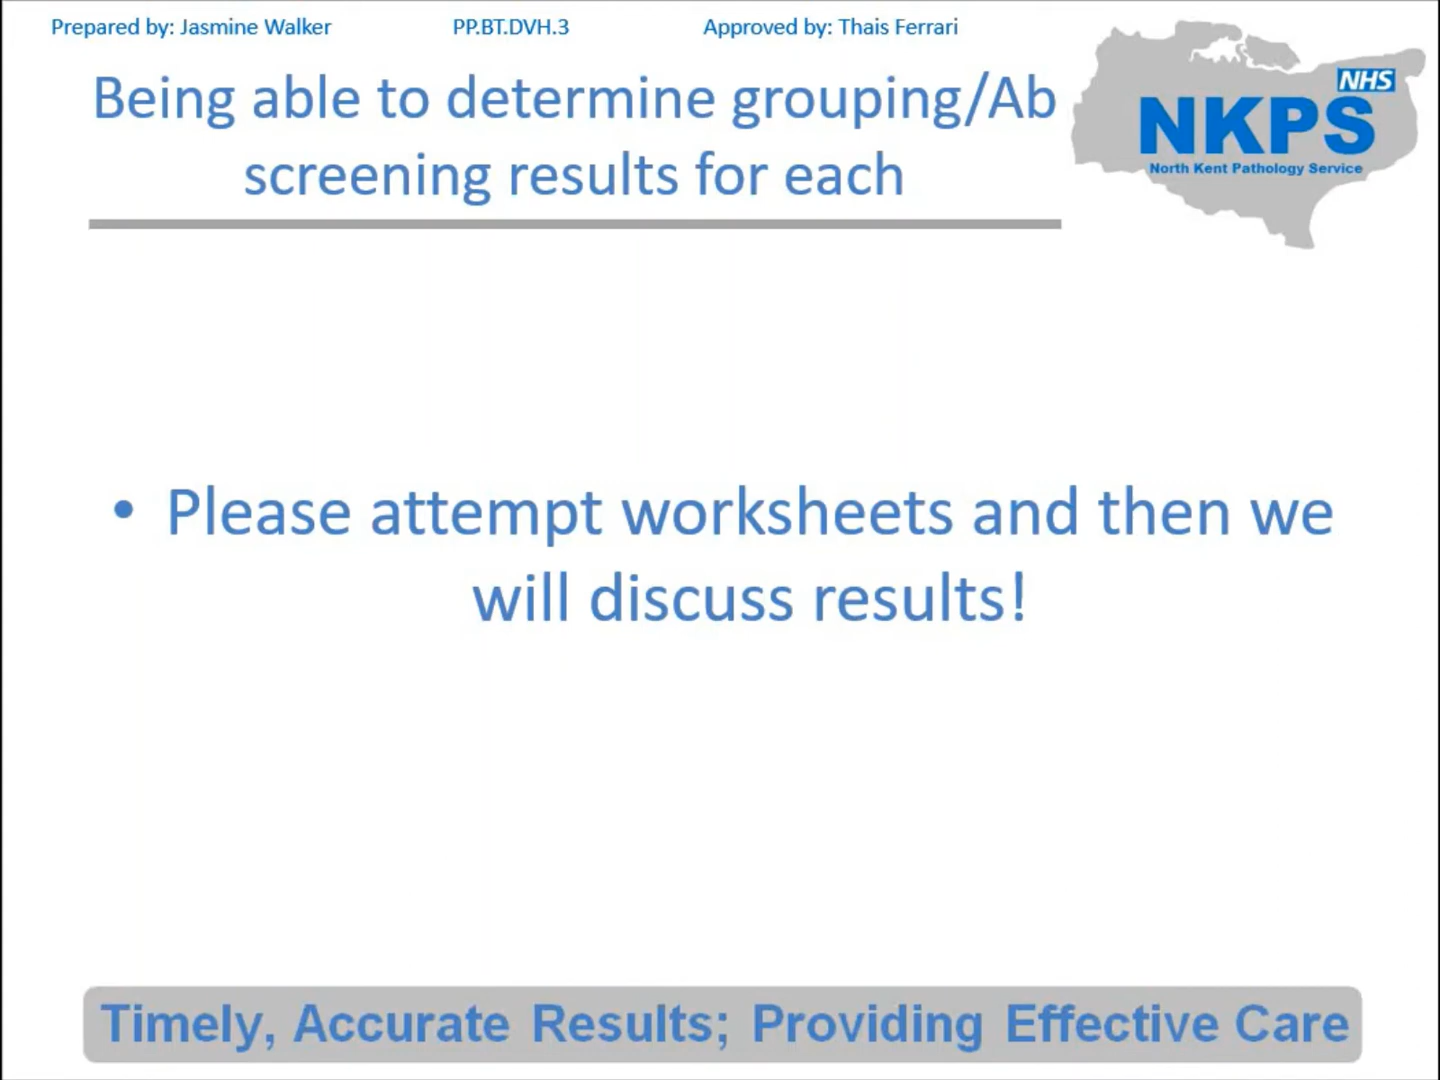 Prepared by: Jasmine Walker PP.BT.DVH.3 Approved by: Thais Ferrari
Being able to determine grouping/Ab
screening results for each
NHS
NKPS
North Kent Pathology Service
• Please attempt worksheets and then we
will discuss results!
Timely, Accurate Results; Providing Effective Care